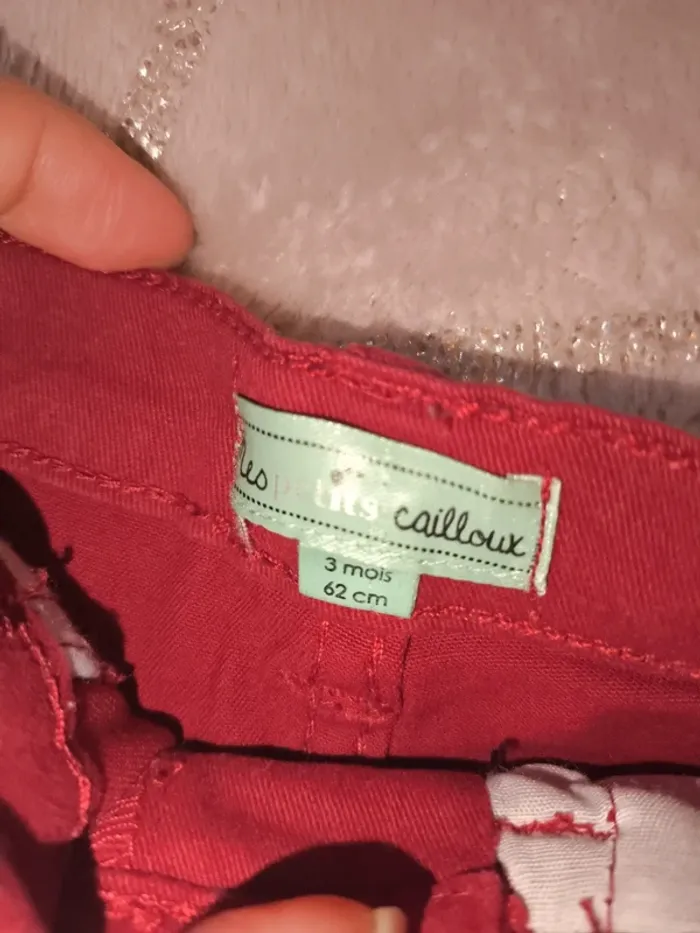 les petits cailloux
3 mois
62 cm